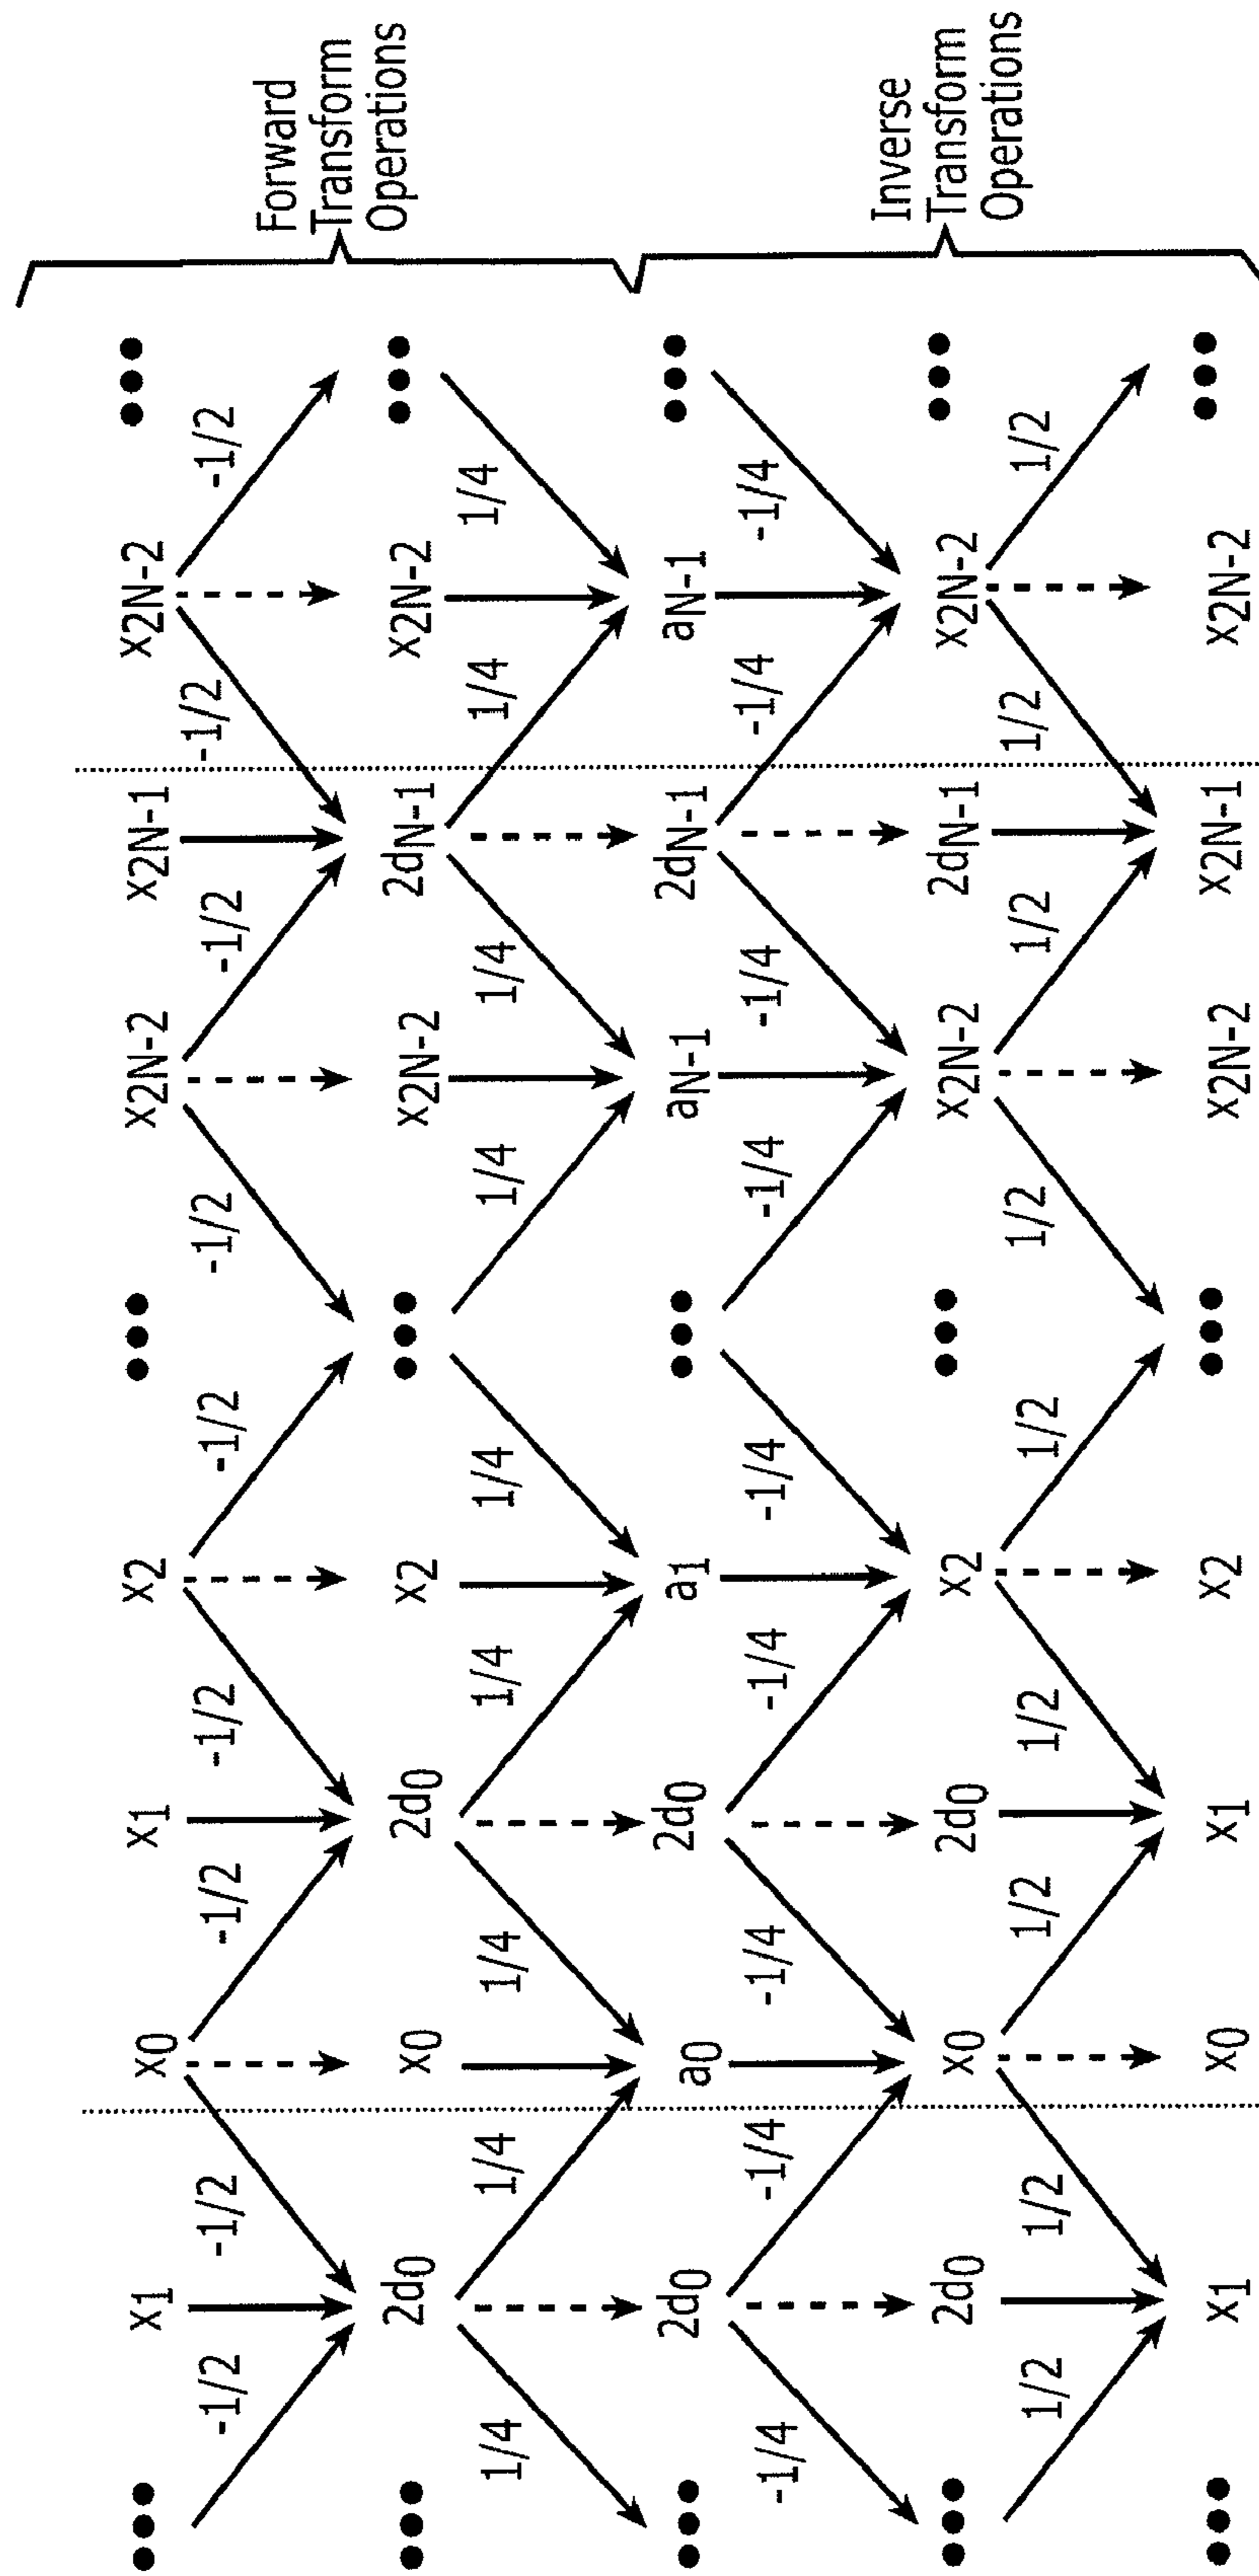 x1 x0 x1 x2 x2N-2 x2N-1 x2N-2
-1/2 -1/2 -1/2 -1/2 -1/2 -1/2 -1/2 -1/2 -1/2
2d0 x0 2d0 x2 x2N-2 2dN-1 x2N-2
1/4 1/4 1/4 1/4 1/4 1/4 1/4 1/4 1/4
Forward
Transform
Operations
2d0 a0 2d0 a1 aN-1 2dN-1 aN-1
-1/4 -1/4 -1/4 -1/4 -1/4 -1/4 -1/4 -1/4 -1/4
2d0 x0 2d0 x2 x2N-2 2dN-1 x2N-2
1/2 1/2 1/2 1/2 1/2 1/2 1/2 1/2 1/2
x1 x0 x1 x2 x2N-2 x2N-1 x2N-2
Inverse
Transform
Operations